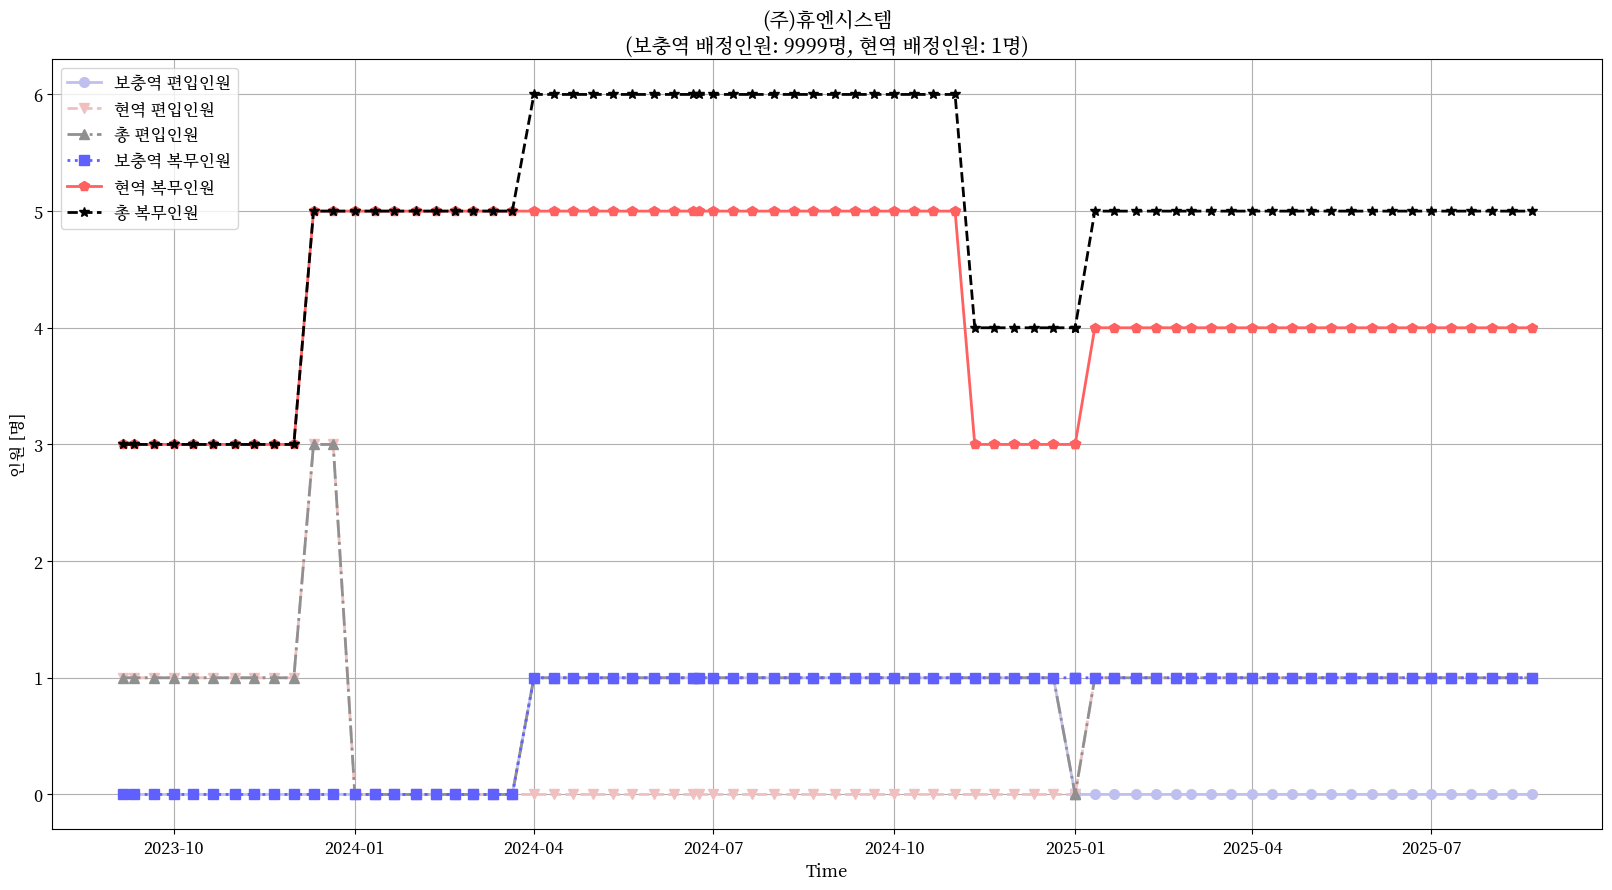 (주)휴엔시스템
(보충역 배정인원: 9999명, 현역 배정인원: 1명)
보충역 편입인원
현역 편입인원
총 편입인원
보충역 복무인원
현역 복무인원
총 복무인원
인원 [명]
6
5
4
3
2
1
0
2023-10
2024-01
2024-04
2024-07
2024-10
2025-01
2025-04
2025-07
Time